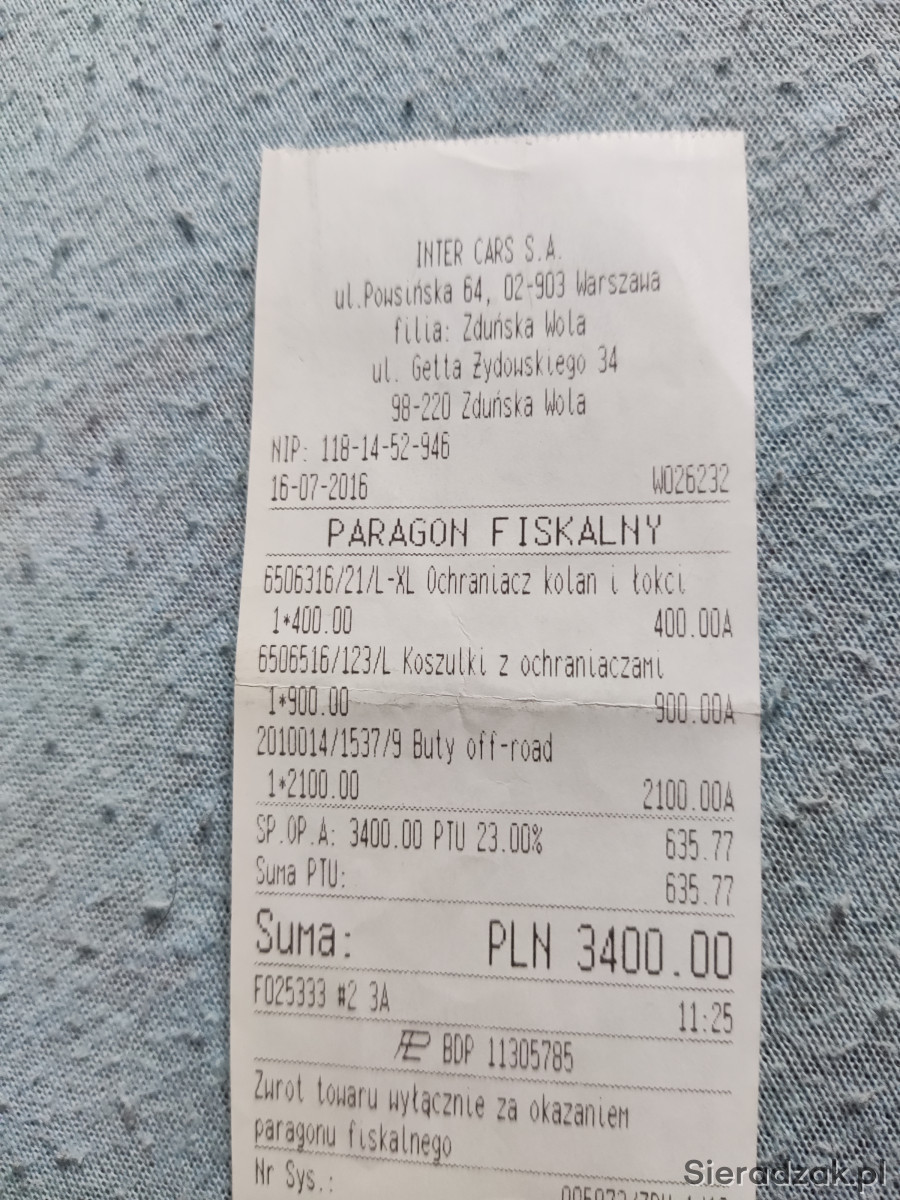 INTER CARS S.A.
ul.Powsińska 64, 02-903 Warszawa
filia: Zduńska Wola
ul. Getta Żydowskiego 34
98-220 Zduńska Wola
NIP: 118-14-52-946
16-07-2016 W026232
PARAGON FISKALNY
6506316/21/L-XL Ochraniacz kolan i łokci
1*400.00 400.00A
6506516/123/L Koszulki z ochraniaczami
1*900.00 900.00A
2010014/1537/9 Buty off-road
1*2100.00 2100.00A
SP.OP.A: 3400.00 PTU 23.00% 635.77
Suma PTU: 635.77
Suma: PLN 3400.00
F025333 #2 3A 11:25
BDP 11305785
Zwrot towaru wyłącznie za okazaniem
paragonu fiskalnego
Nr Sys.:
Sieradzak.pl